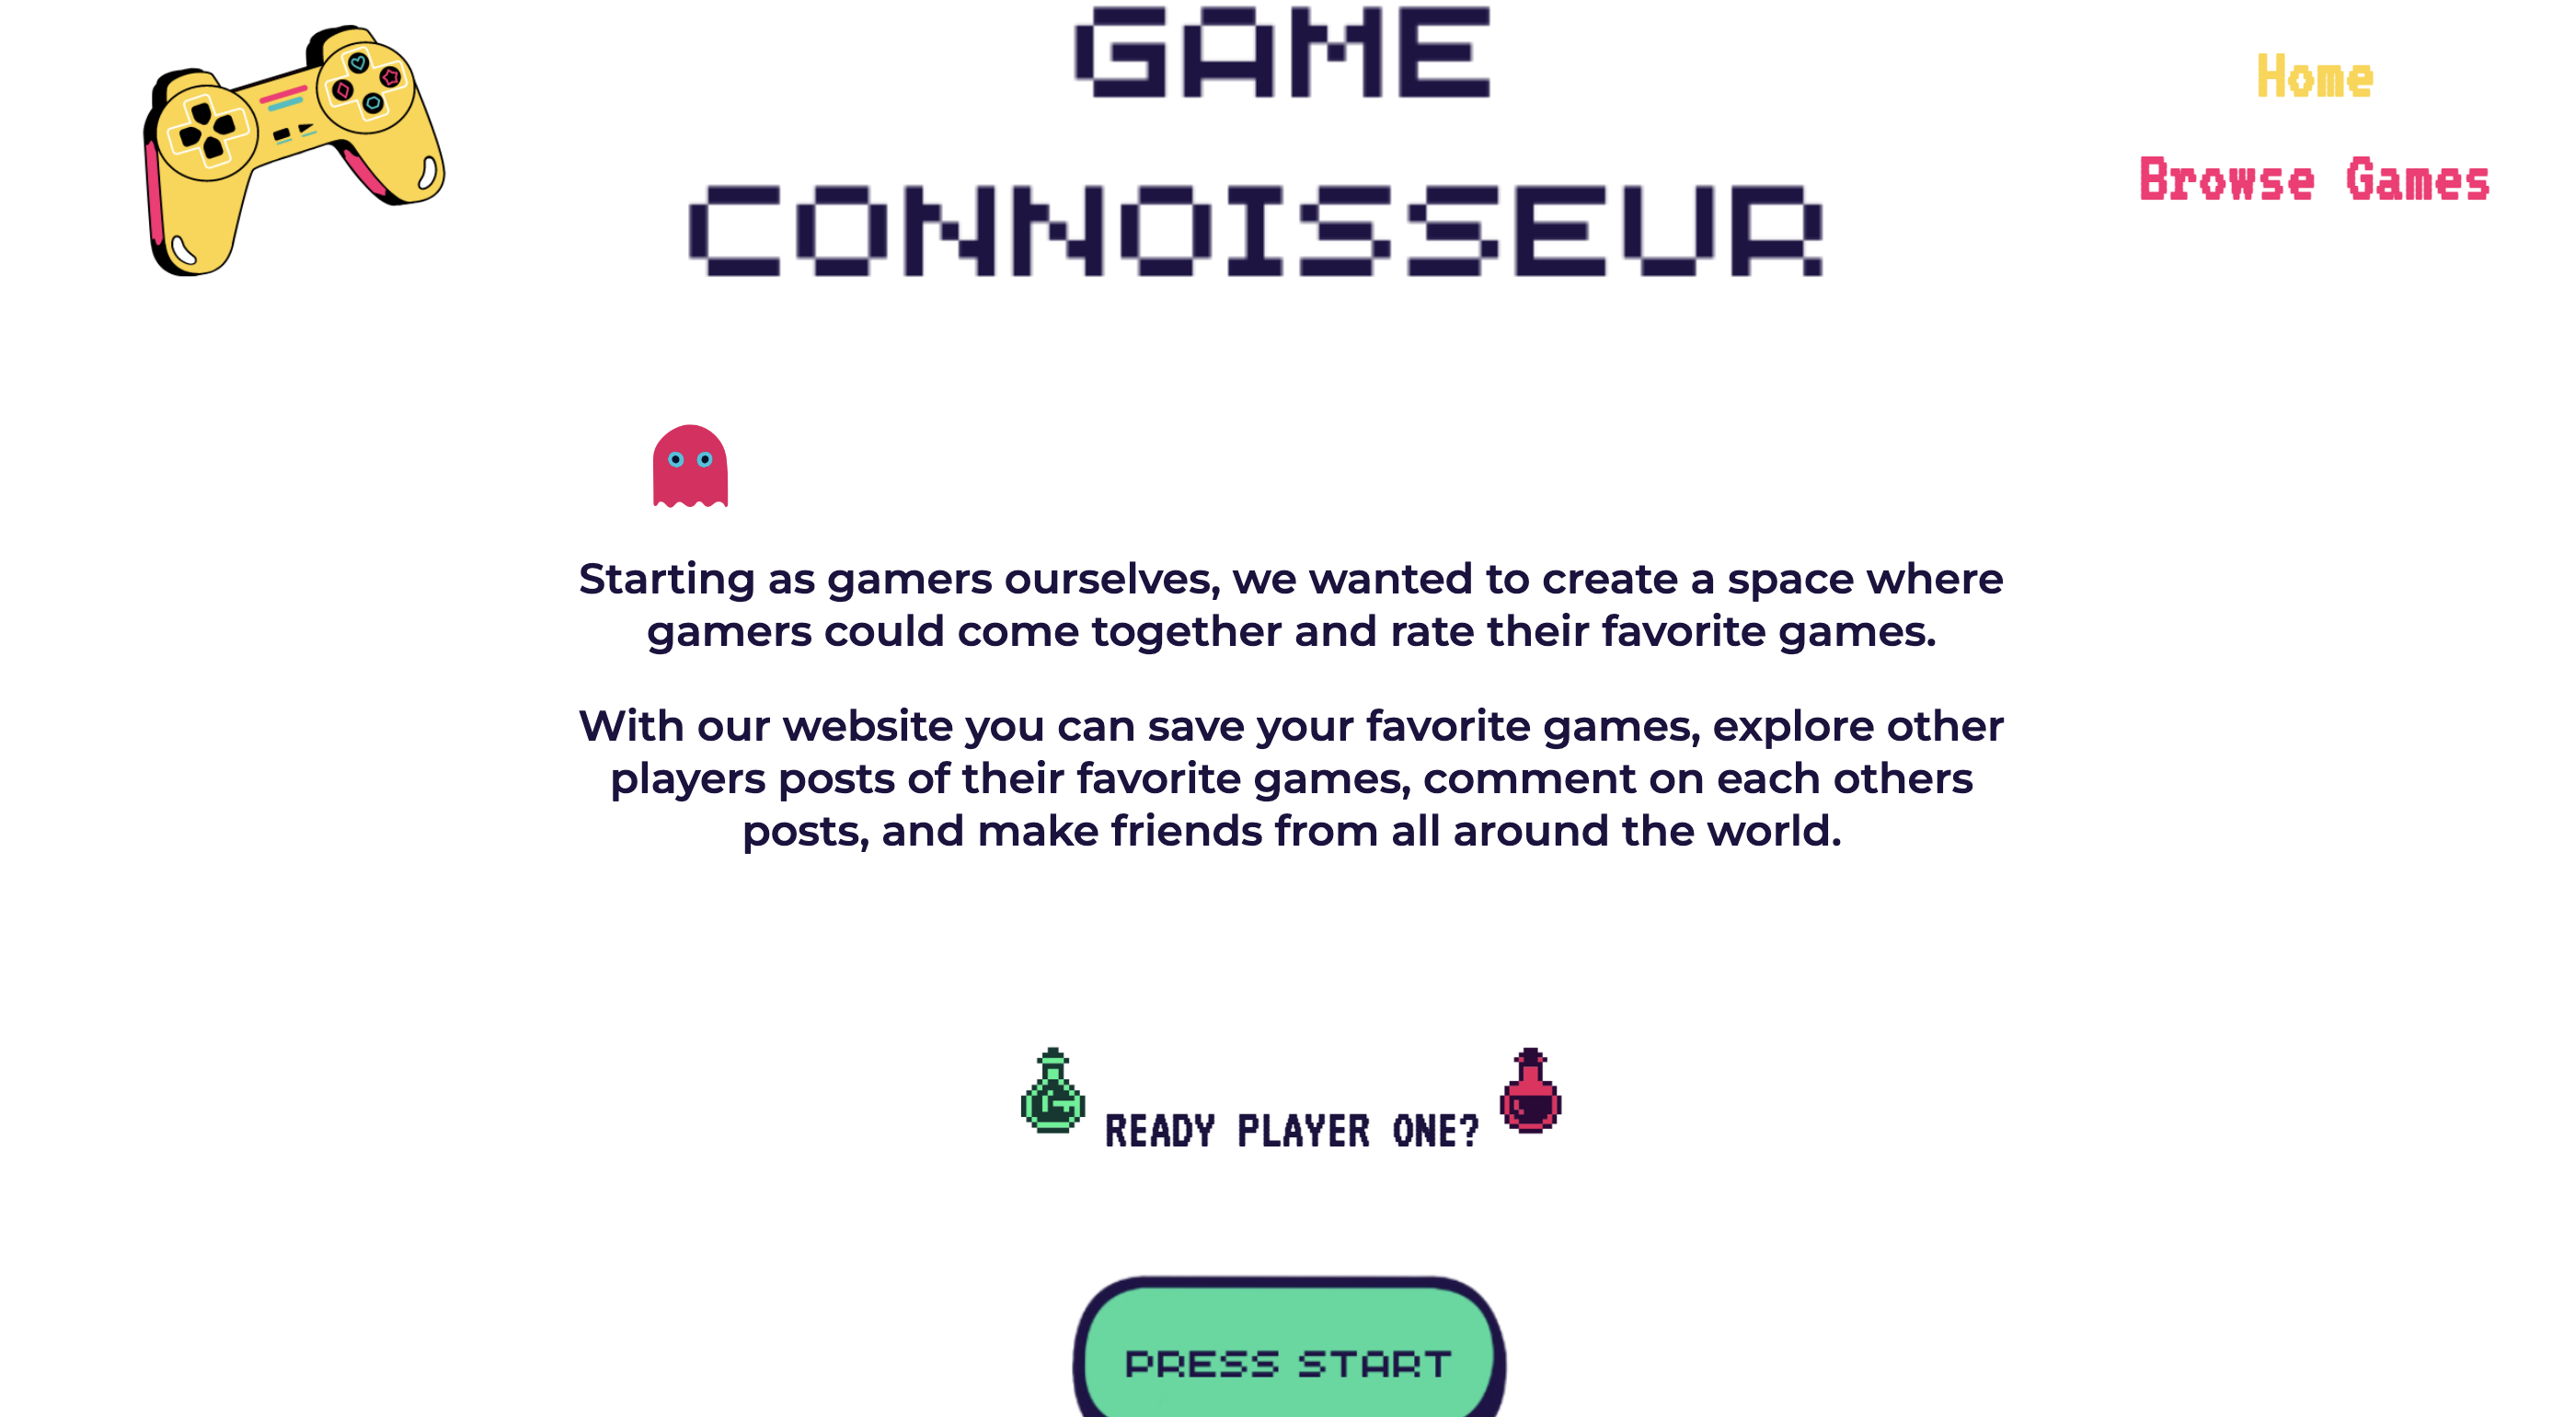 GAME
CONNOISSEUR
Home
Browse Games
Starting as gamers ourselves, we wanted to create a space where
gamers could come together and rate their favorite games.
With our website you can save your favorite games, explore other
players posts of their favorite games, comment on each others
posts, and make friends from all around the world.
READY PLAYER ONE?
PRESS START